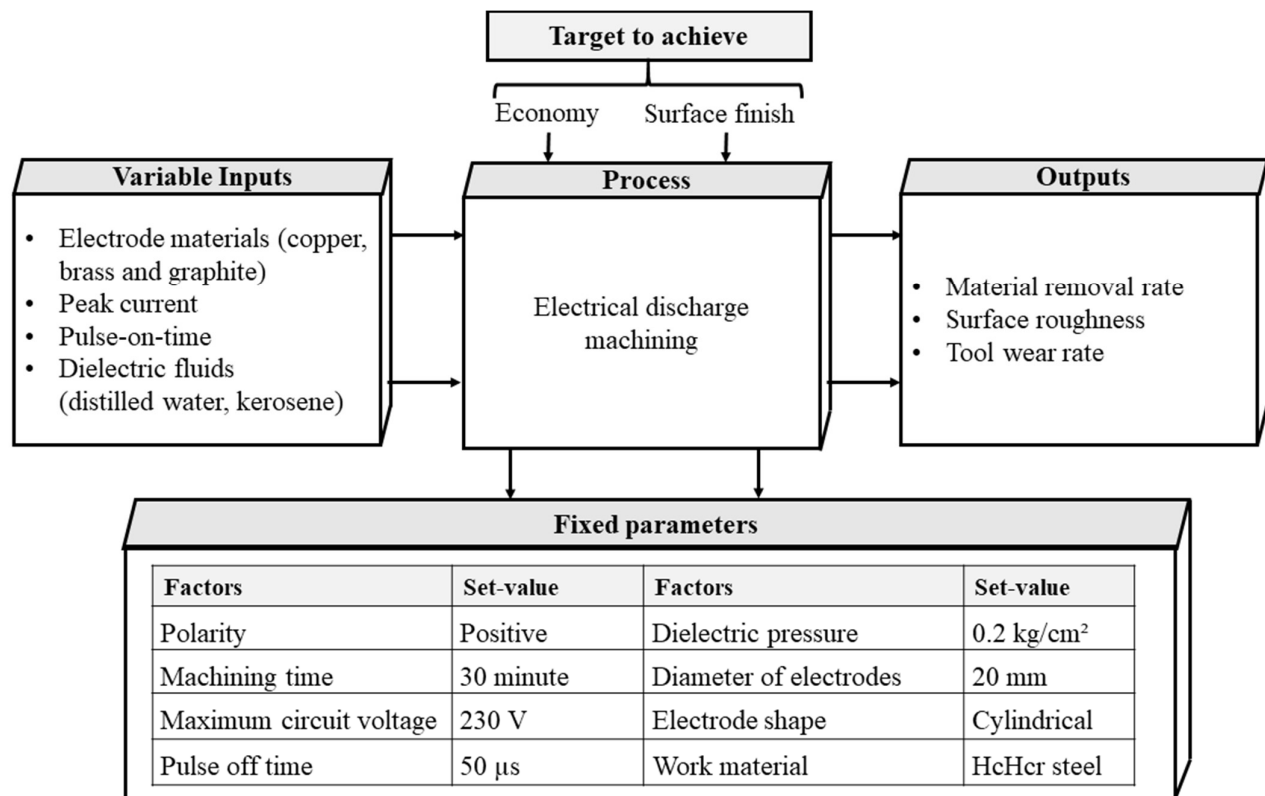 Target to achieve
Economy Surface finish
Variable Inputs
• Electrode materials (copper,
brass and graphite)
• Peak current
• Pulse-on-time
• Dielectric fluids
(distilled water, kerosene)
Process
Electrical discharge
machining
Outputs
• Material removal rate
• Surface roughness
• Tool wear rate
Fixed parameters
Factors Set-value Factors Set-value
Polarity Positive Dielectric pressure 0.2 kg/cm²
Machining time 30 minute Diameter of electrodes 20 mm
Maximum circuit voltage 230 V Electrode shape Cylindrical
Pulse off time 50 µs Work material HcHcr steel